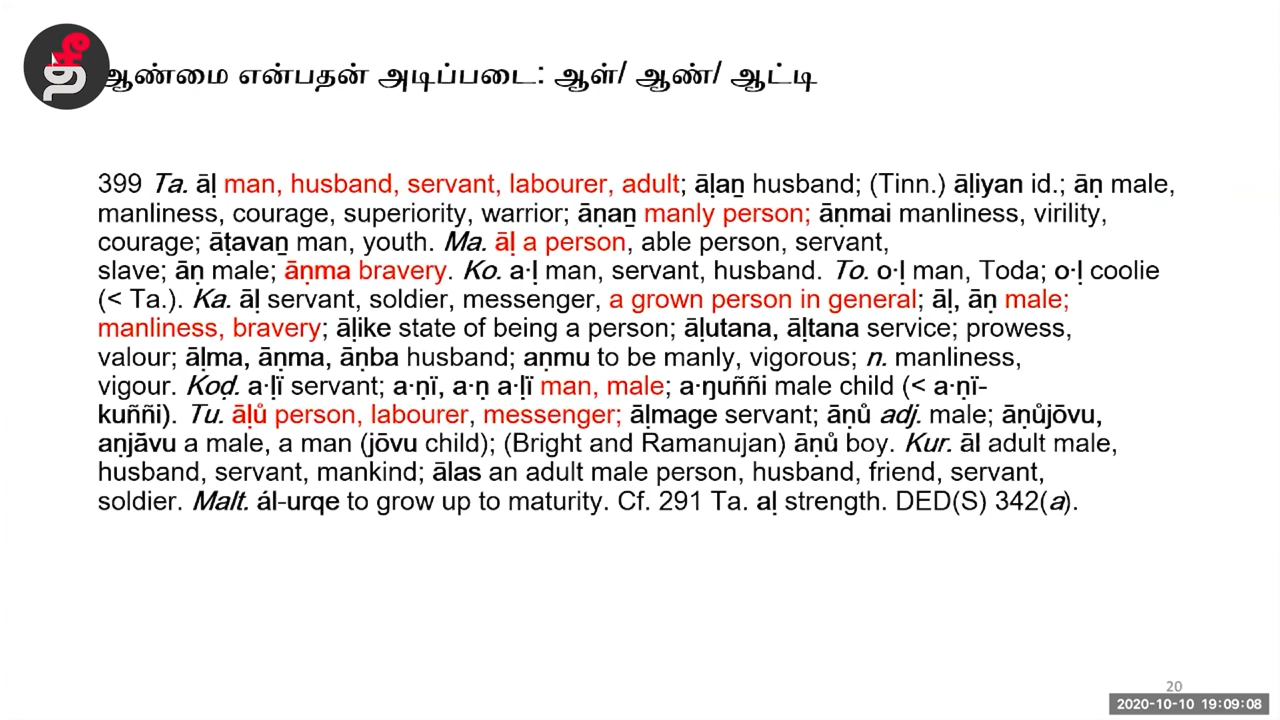 ஆண்மை என்பதன் அடிப்படை: ஆள்/ ஆண்/ ஆட்டி
399 Ta. āḷ man, husband, servant, labourer, adult; āḷaṉ husband; (Tinn.) āḷiyan id.; āṇ male,
manliness, courage, superiority, warrior; āṇaṉ manly person; āṇmai manliness, virility,
courage; āṭavaṉ man, youth. Ma. āḷ a person, able person, servant,
slave; āṇ male; āṇma bravery. Ko. a·ḷ man, servant, husband. To. o·ḷ man, Toda; o·ḷ coolie
(< Ta.). Ka. āḷ servant, soldier, messenger, a grown person in general; āḷ, āṇ male;
manliness, bravery; āḷike state of being a person; āḷutana, āḷtana service; prowess,
valour; āḷma, āṇma, āṇba husband; aṇmu to be manly, vigorous; n. manliness,
vigour. Koḍ. a·ḷï servant; a·ṇï, a·ṇ a·ḷï man, male; a·ŋuññi male child (< a·ṇï-
kuññi). Tu. āḷů person, labourer, messenger; āḷmage servant; āṇů adj. male; āṇůjōvu,
aṇjāvu a male, a man (jōvu child); (Bright and Ramanujan) āṇů boy. Kur. āl adult male,
husband, servant, mankind; ālas an adult male person, husband, friend, servant,
soldier. Malt. ál-urqe to grow up to maturity. Cf. 291 Ta. aḷ strength. DED(S) 342(a).
20
2020-10-10 19:09:08